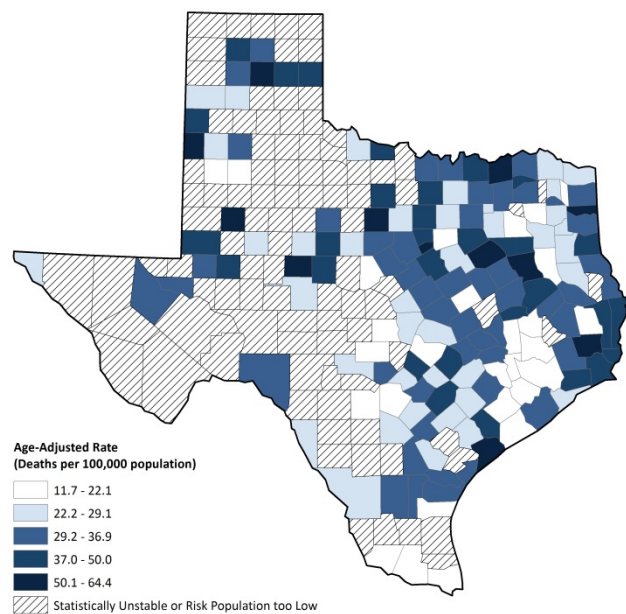 Age-Adjusted Rate
(Deaths per 100,000 population)
11.7 - 22.1
22.2 - 29.1
29.2 - 36.9
37.0 - 50.0
50.1 - 64.4
Statistically Unstable or Risk Population too Low